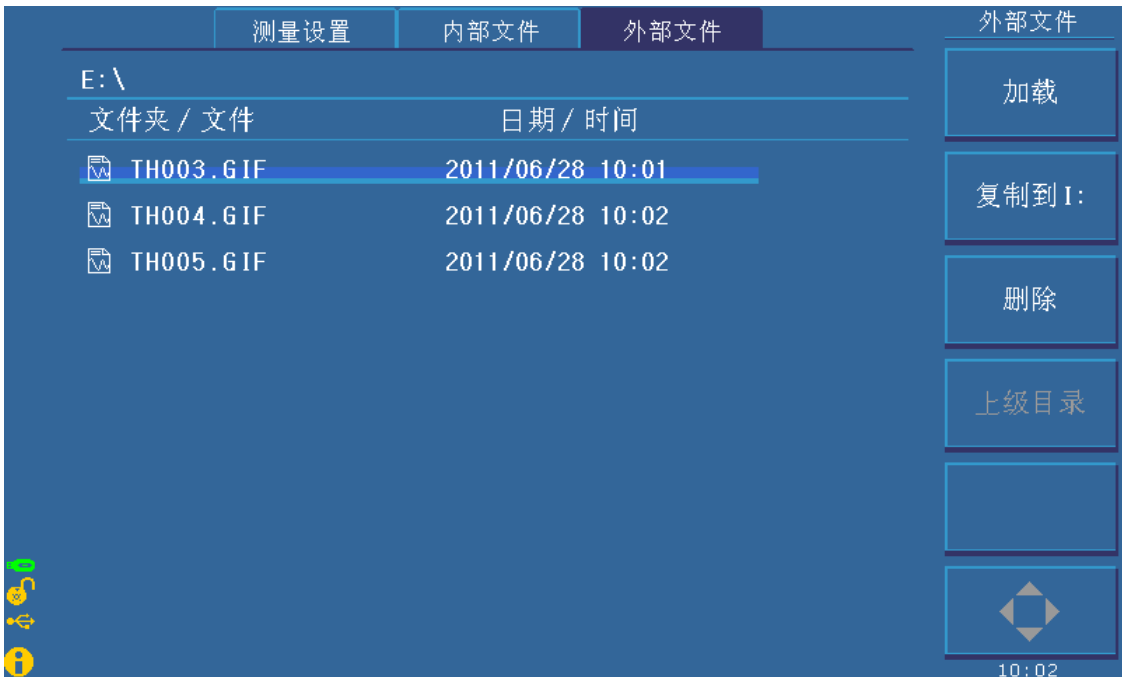 测量设置 内部文件 外部文件 外部文件
E:\
文件夹 / 文件 日期 / 时间
TH003.GIF 2011/06/28 10:01
TH004.GIF 2011/06/28 10:02
TH005.GIF 2011/06/28 10:02
加载
复制到 I:
删除
上级目录
10:02